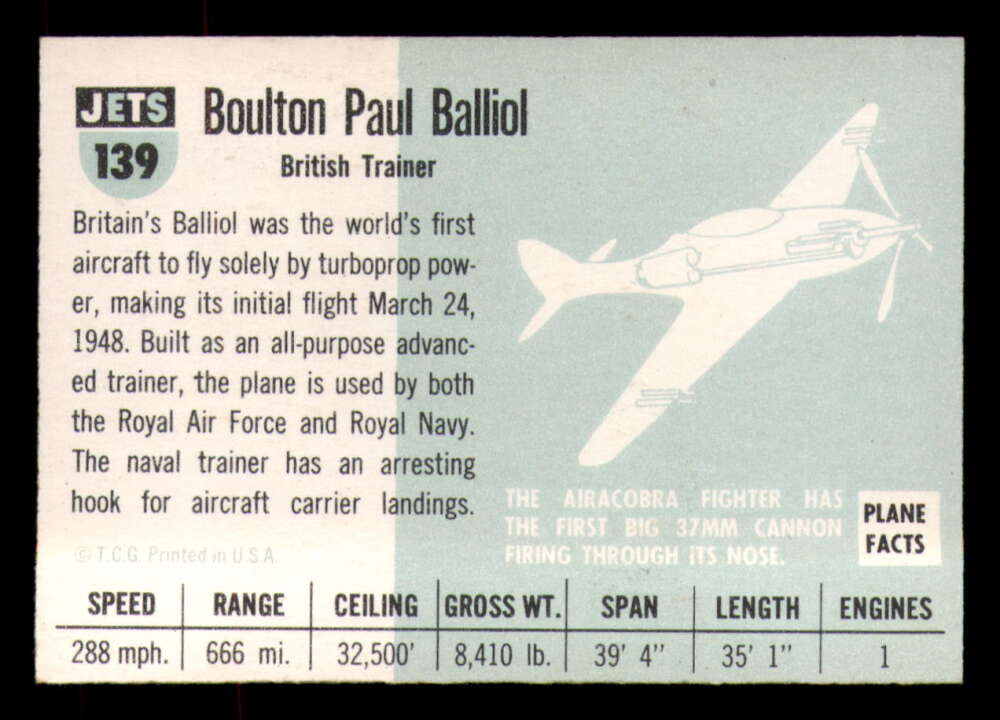 JETS
139
Boulton Paul Balliol
British Trainer
Britain's Balliol was the world's first
aircraft to fly solely by turboprop pow-
er, making its initial flight March 24,
1948. Built as an all-purpose advanc-
ed trainer, the plane is used by both
the Royal Air Force and Royal Navy.
The naval trainer has an arresting
hook for aircraft carrier landings.
© T.C.G. Printed in U.S.A.
THE AIRACOBRA FIGHTER HAS
THE FIRST BIG 37MM CANNON
FIRING THROUGH ITS NOSE.
PLANE
FACTS
SPEED RANGE CEILING GROSS WT. SPAN LENGTH ENGINES
288 mph. 666 mi. 32,500' 8,410 lb. 39' 4" 35' 1" 1